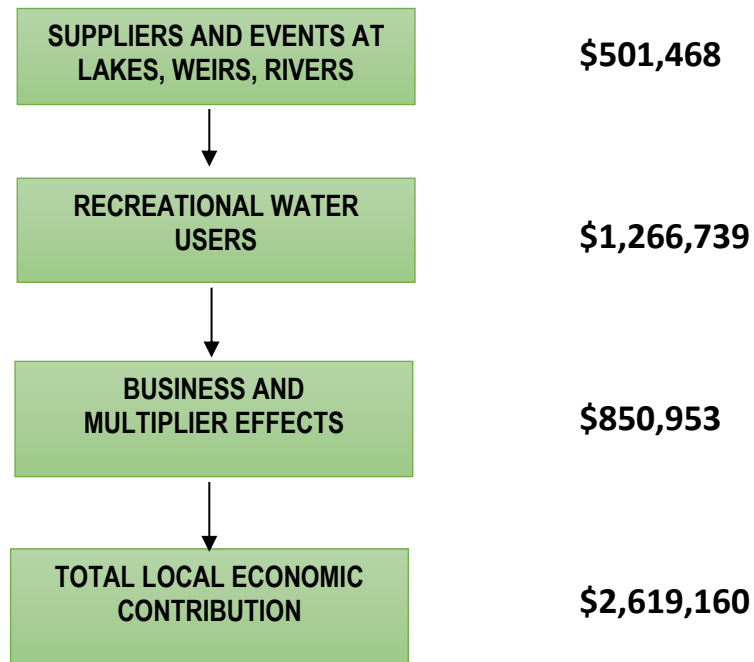 SUPPLIERS AND EVENTS AT
LAKES, WEIRS, RIVERS
$501,468
RECREATIONAL WATER
USERS
$1,266,739
BUSINESS AND
MULTIPLIER EFFECTS
$850,953
TOTAL LOCAL ECONOMIC
CONTRIBUTION
$2,619,160